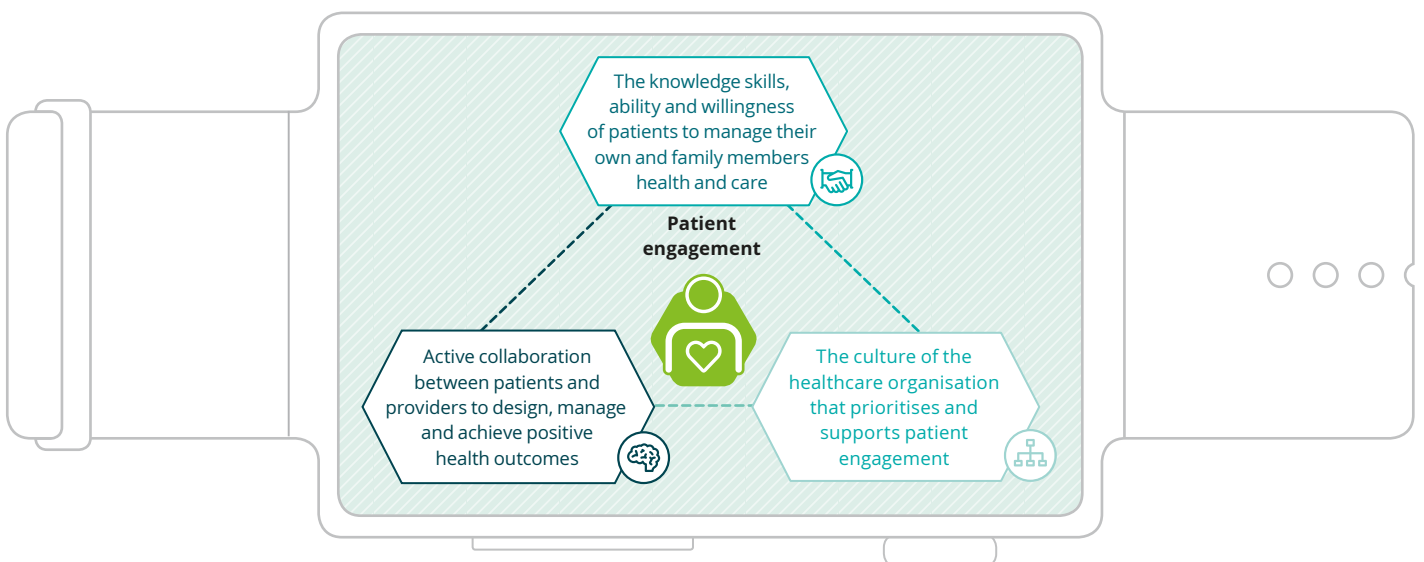 The knowledge skills,
ability and willingness
of patients to manage their
own and family members
health and care
Patient
engagement
Active collaboration
between patients and
providers to design, manage
and achieve positive
health outcomes
The culture of the
healthcare organisation
that prioritises and
supports patient
engagement